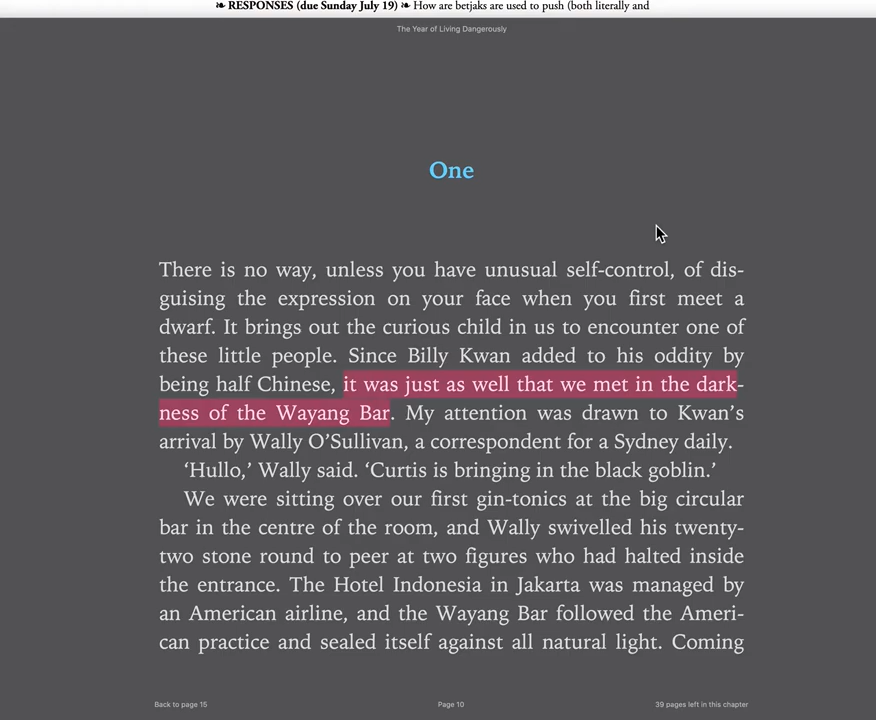 ❧ RESPONSES (due Sunday July 19) ❧ How are betjaks are used to push (both literally and
The Year of Living Dangerously
One
There is no way, unless you have unusual self-control, of dis-
guising the expression on your face when you first meet a
dwarf. It brings out the curious child in us to encounter one of
these little people. Since Billy Kwan added to his oddity by
being half Chinese, it was just as well that we met in the dark-
ness of the Wayang Bar. My attention was drawn to Kwan’s
arrival by Wally O’Sullivan, a correspondent for a Sydney daily.
‘Hullo,’ Wally said. ‘Curtis is bringing in the black goblin.’
We were sitting over our first gin-tonics at the big circular
bar in the centre of the room, and Wally swivelled his twenty-
two stone round to peer at two figures who had halted inside
the entrance. The Hotel Indonesia in Jakarta was managed by
an American airline, and the Wayang Bar followed the Ameri-
can practice and sealed itself against all natural light. Coming
Back to page 15
Page 10
39 pages left in this chapter